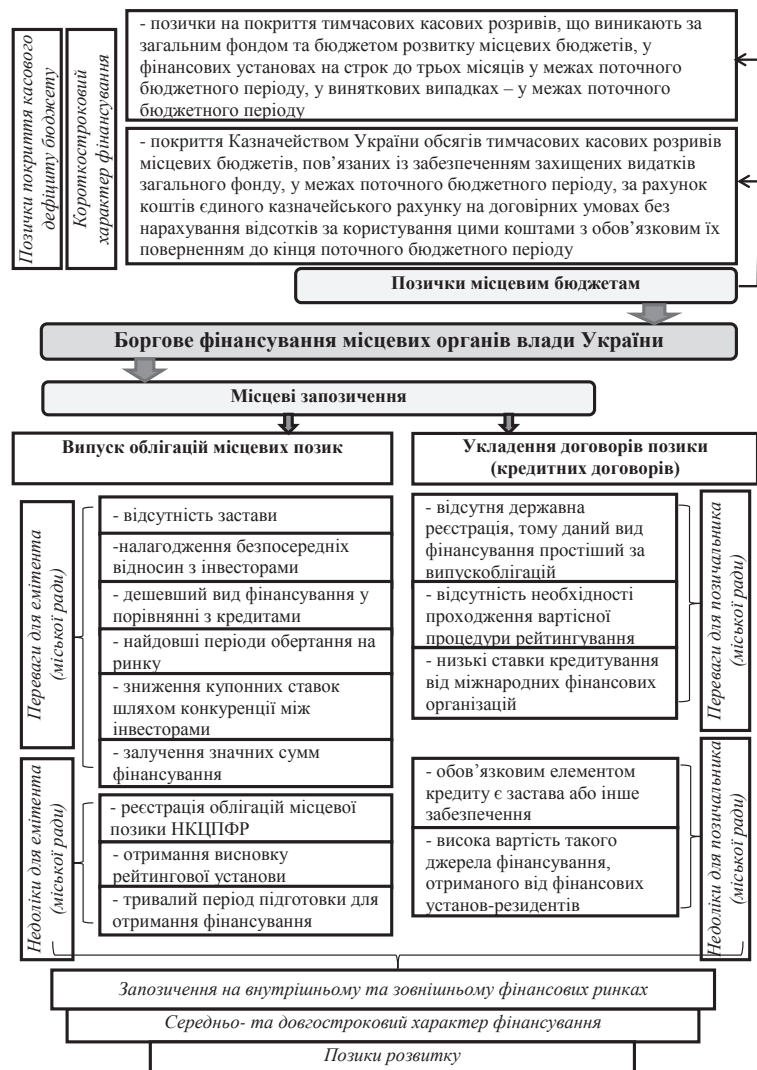 Позички покриття касового
дефіциту бюджету
Короткостроковий
характер фінансування
- позички на покриття тимчасових касових розривів, що виникають за
загальним фондом та бюджетом розвитку місцевих бюджетів, у
фінансових установах на строк до трьох місяців у межах поточного
бюджетного періоду, у виняткових випадках – у межах поточного
бюджетного періоду
- покриття Казначейством України обсягів тимчасових касових розривів
місцевих бюджетів, пов’язаних із забезпеченням захищених видатків
загального фонду, у межах поточного бюджетного періоду, за рахунок
коштів єдиного казначейського рахунку на договірних умовах без
нарахування відсотків за користування цими коштами з обов’язковим їх
поверненням до кінця поточного бюджетного періоду
Позички місцевим бюджетам
Боргове фінансування місцевих органів влади України
Місцеві запозичення
Випуск облігацій місцевих позик
Переваги для емітента
(міської ради)
- відсутність застави
-налагодження безпосередніх
відносин з інвесторами
- дешевший вид фінансування у
порівнянні з кредитами
- найдовші періоди обертання на
ринку
- зниження купонних ставок
шляхом конкуренції між
інвесторами
- залучення значних сумм
фінансування
Недоліки для емітента
(міської ради)
- реєстрація облігацій місцевої
позики НКЦПФР
- отримання висновку
рейтингової установи
- тривалий період підготовки для
отримання фінансування
Укладення договорів позики
(кредитних договорів)
- відсутня державна
реєстрація, тому даний вид
фінансування простіший за
випускоблігацій
- відсутність необхідності
проходження вартісної
процедури рейтингування
- низькі ставки кредитування
від міжнародних фінансових
організацій
Переваги для позичальника
(міської ради)
- обов’язковим елементом
кредиту є застава або інше
забезпечення
- висока вартість такого
джерела фінансування,
отриманого від фінансових
установ-резидентів
Недоліки для позичальника
(міської ради)
Запозичення на внутрішньому та зовнішньому фінансових ринках
Середньо- та довгостроковий характер фінансування
Позики розвитку